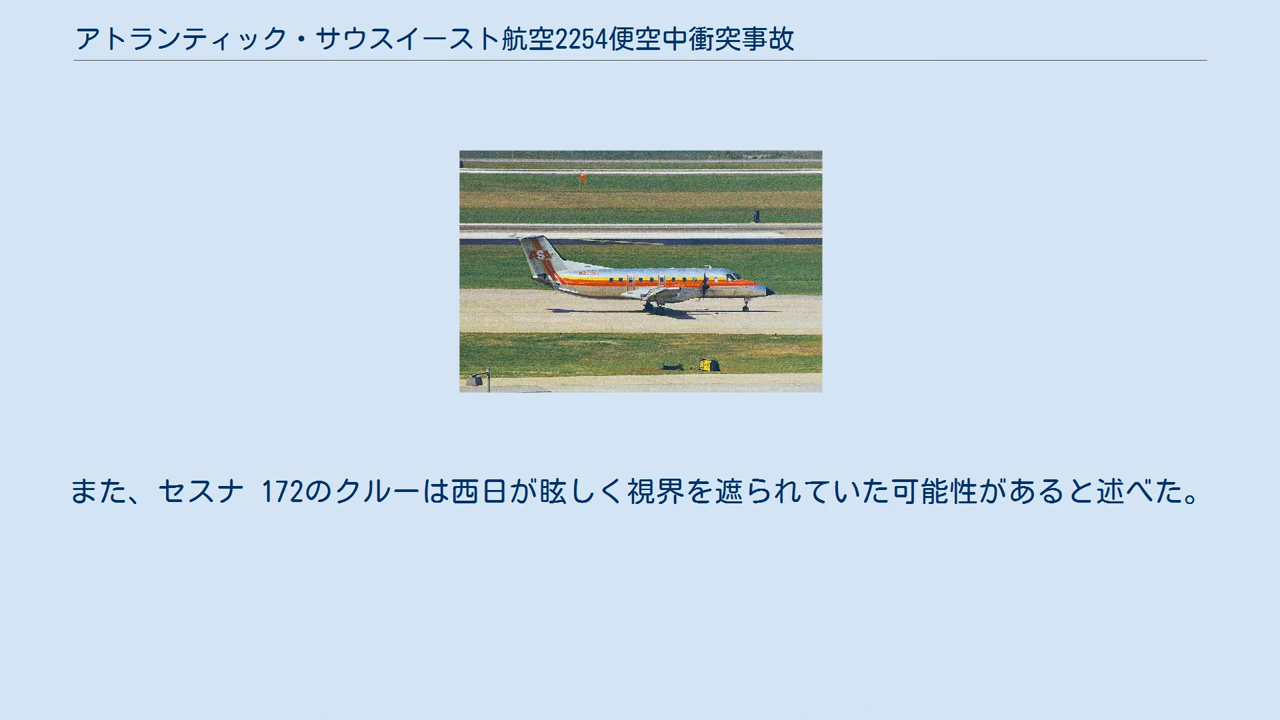 アトランティック・サウスイースト航空2254便空中衝突事故
また、セスナ 172のクルーは西日が眩しく視界を遮られていた可能性があると述べた。